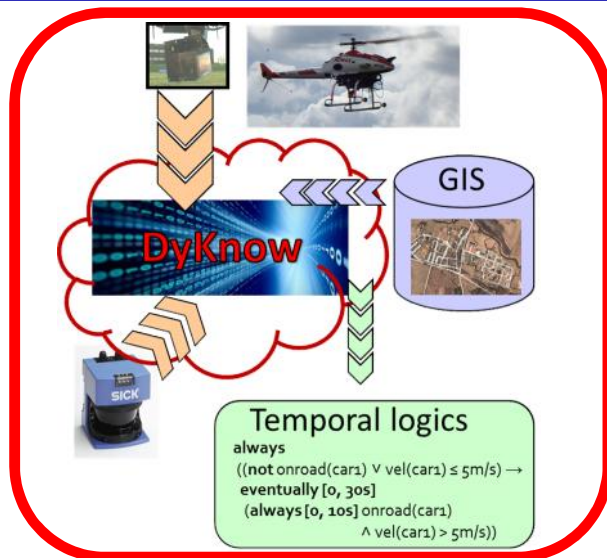 GIS
DyKnow
SICK
Temporal logics
always
((not onroad(car1) ∨ vel(car1) ≤ 5m/s) →
eventually [0, 30s]
(always [0, 10s] onroad(car1)
∧ vel(car1) > 5m/s))